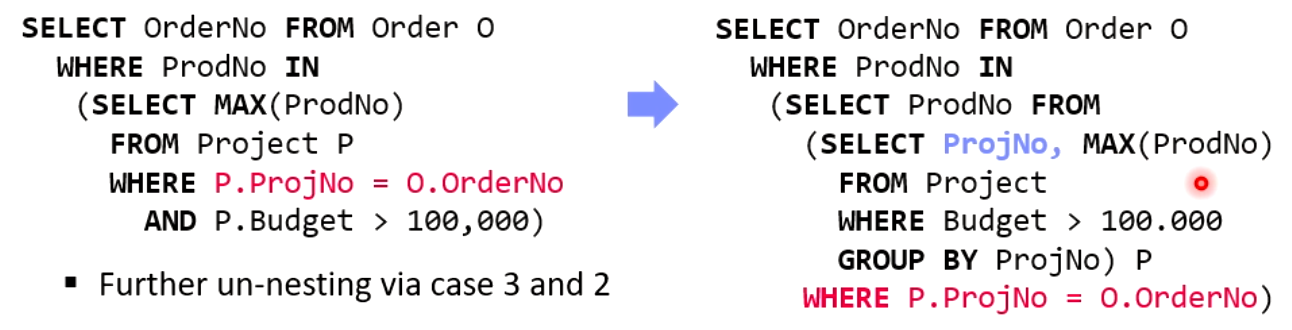 SELECT OrderNo FROM Order O
WHERE ProdNo IN
(SELECT MAX(ProdNo)
FROM Project P
WHERE P.ProjNo = O.OrderNo
AND P.Budget > 100,000)
▪ Further un-nesting via case 3 and 2
SELECT OrderNo FROM Order O
WHERE ProdNo IN
(SELECT ProdNo FROM
(SELECT ProjNo, MAX(ProdNo)
FROM Project
WHERE Budget > 100.000
GROUP BY ProjNo) P
WHERE P.ProjNo = O.OrderNo)